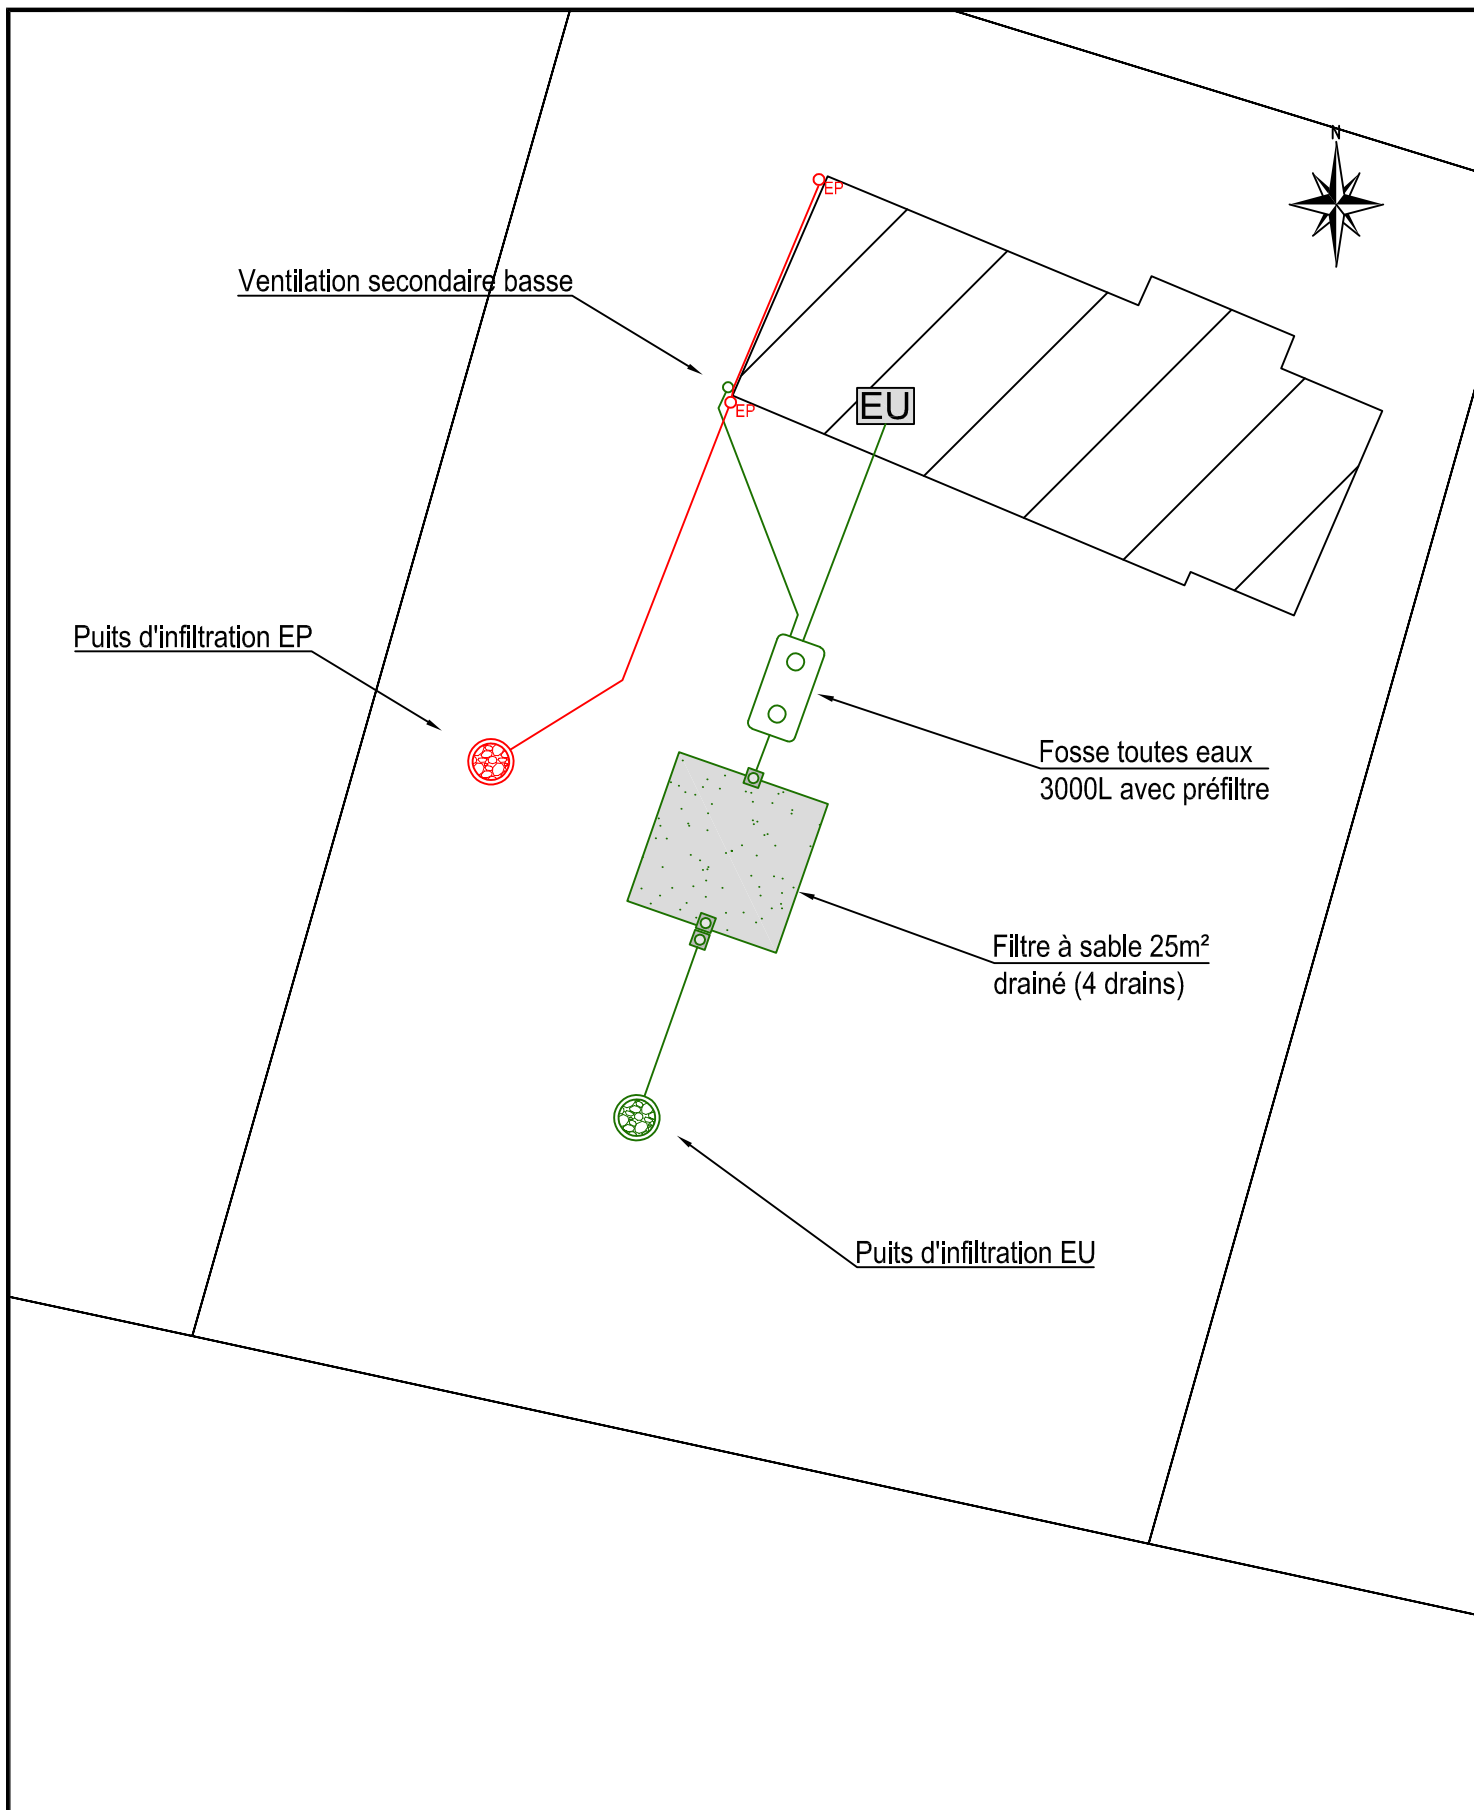 N
EP
Ventilation secondaire basse
EP
EU
Puits d'infiltration EP
Fosse toutes eaux
3000L avec préfiltre
Filtre à sable 25m²
drainé (4 drains)
Puits d'infiltration EU